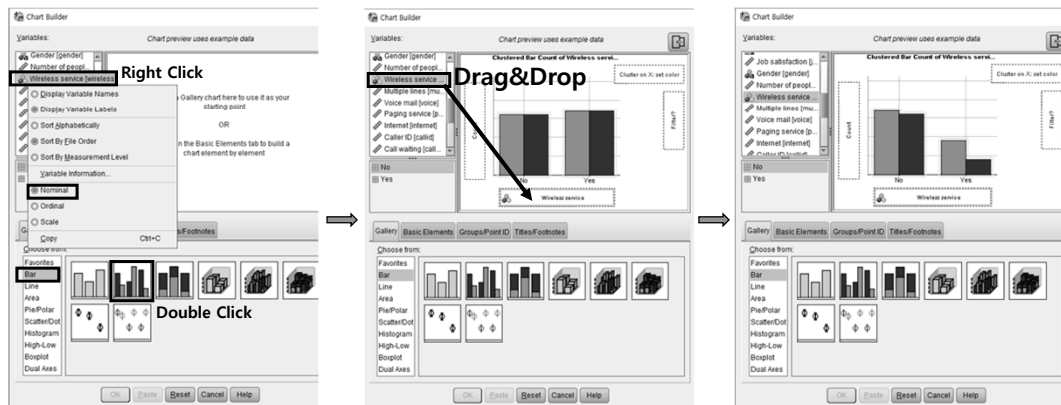 Chart Builder
Variables:
Chart preview uses example data
Gender [gender]
Number of peopl...
Wireless service [wireless]
Right Click
Display Variable Names
Display Variable Labels
Sort Alphabetically
Sort By File Order
Sort By Measurement Level
Variable Information...
Nominal
Ordinal
Scale
Copy Ctrl+C
Gallery chart here to use it as your
starting point
OR
the Basic Elements tab to build a
chart element by element
No
Yes
s/Footnotes
Choose from:
Favorites
Bar
Line
Area
Pie/Polar
Scatter/Dot
Histogram
High-Low
Boxplot
Dual Axes
Double Click
OK Paste Reset Cancel Help
Chart Builder
Variables:
Chart preview uses example data
Gender [gender]
Number of peopl...
Wireless service ...
Multiple lines [mu...
Voice mail [voice]
Paging service [p...
Internet [internet]
Caller ID [callid]
Call waiting [call...
No
Yes
Clustered Bar Count of Wireless servi...
Drag&Drop
Cluster on X: set color
Filter?
Count
No Yes
Wireless service
Gallery Basic Elements Groups/Point ID Titles/Footnotes
Choose from:
Favorites
Bar
Line
Area
Pie/Polar
Scatter/Dot
Histogram
High-Low
Boxplot
Dual Axes
OK Paste Reset Cancel Help
Chart Builder
Variables:
Chart preview uses example data
Job satisfaction [j...
Gender [gender]
Number of peopl...
Wireless service ...
Multiple lines [mu...
Voice mail [voice]
Paging service [p...
Internet [internet]
Caller ID [callid]
No
Yes
Clustered Bar Count of Wireless servi...
Cluster on X: set color
Filter?
Count
No Yes
Wireless service
Gallery Basic Elements Groups/Point ID Titles/Footnotes
Choose from:
Favorites
Bar
Line
Area
Pie/Polar
Scatter/Dot
Histogram
High-Low
Boxplot
Dual Axes
OK Paste Reset Cancel Help